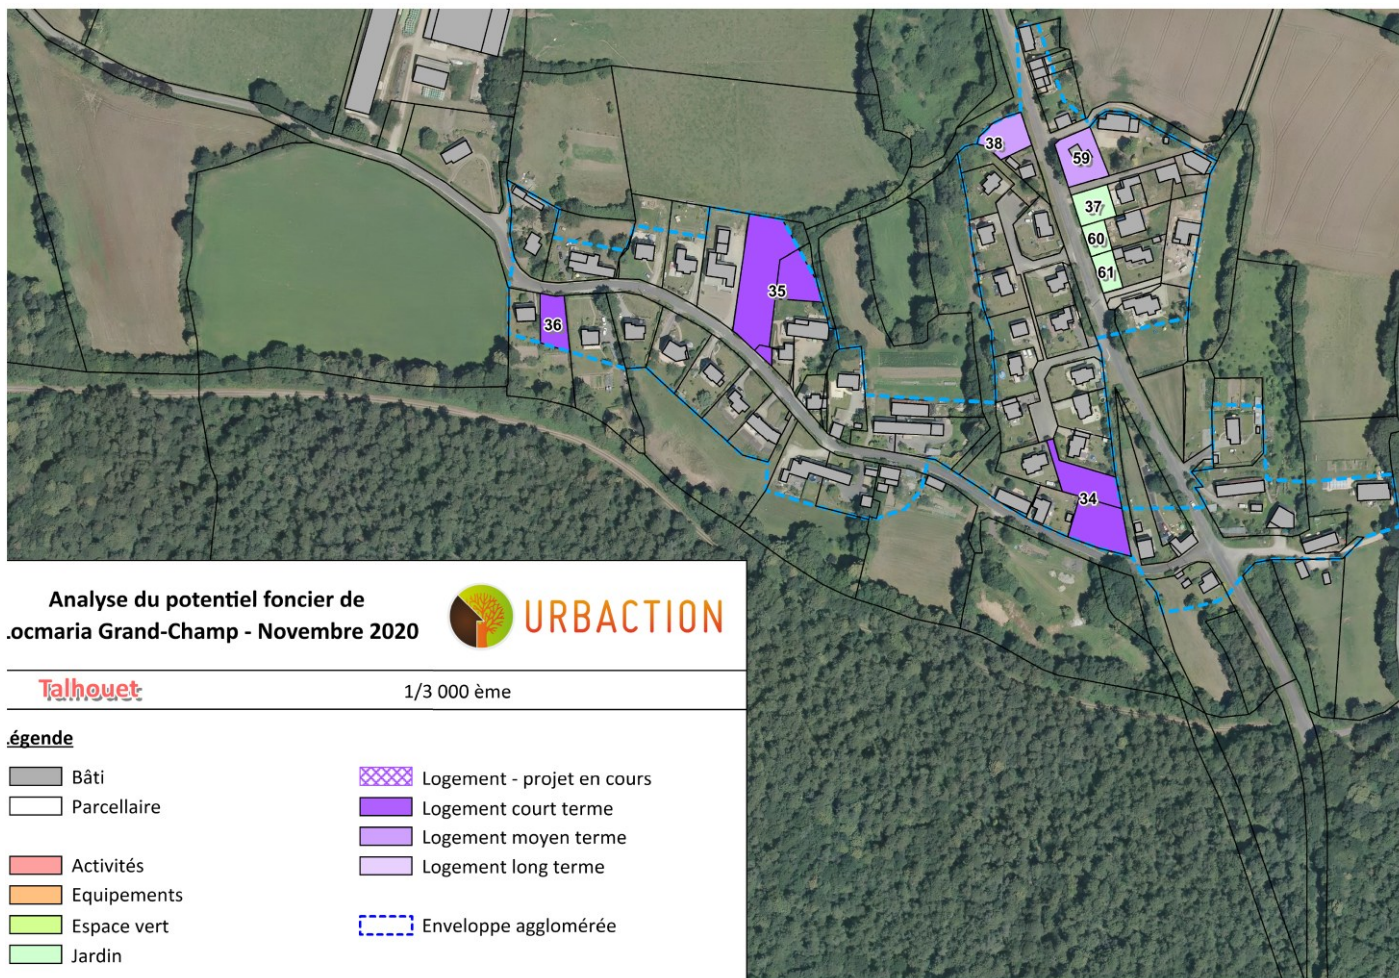 38
59
37
60
61
35
36
34
Analyse du potentiel foncier de
Locmaria Grand-Champ - Novembre 2020
URBACTION
Talhouet
1/3 000 ème
Légende
Bâti
Parcellaire
Activités
Equipements
Espace vert
Jardin
Logement - projet en cours
Logement court terme
Logement moyen terme
Logement long terme
Enveloppe agglomérée